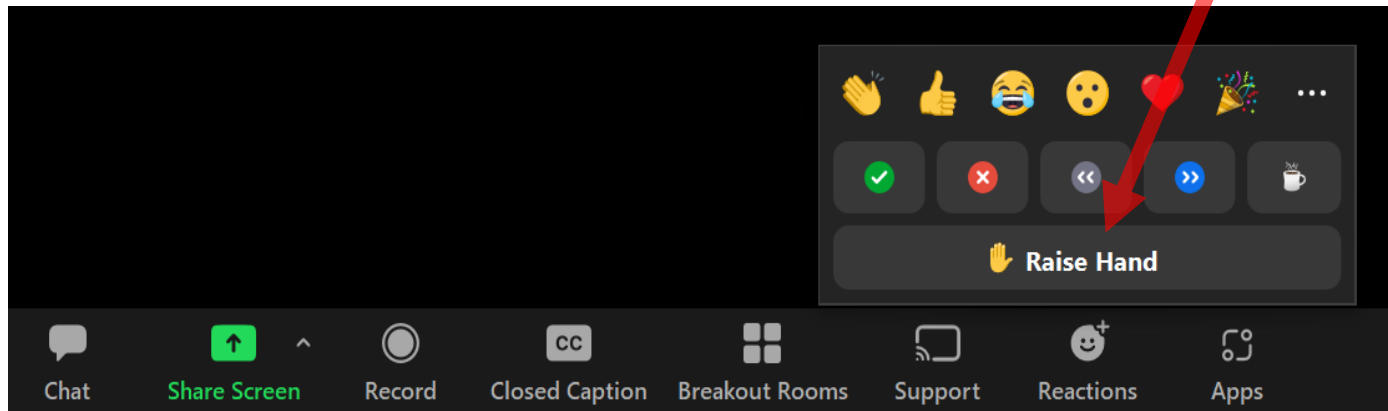 Raise Hand
CC
Chat Share Screen Record Closed Caption Breakout Rooms Support Reactions Apps